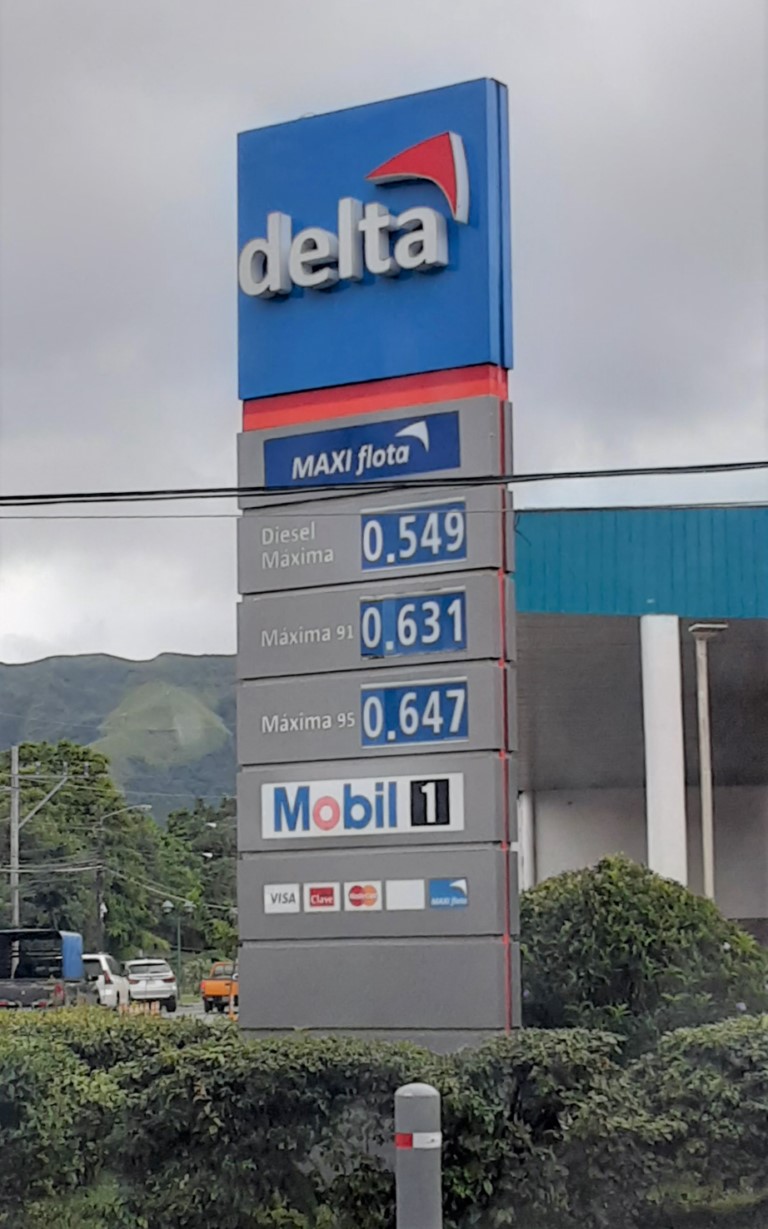 delta
MAXI flota
Diesel
Máxima
0.549
Máxima 91
0.631
Máxima 95
0.647
Mobil 1
VISA Clave MasterCard MAXI flota